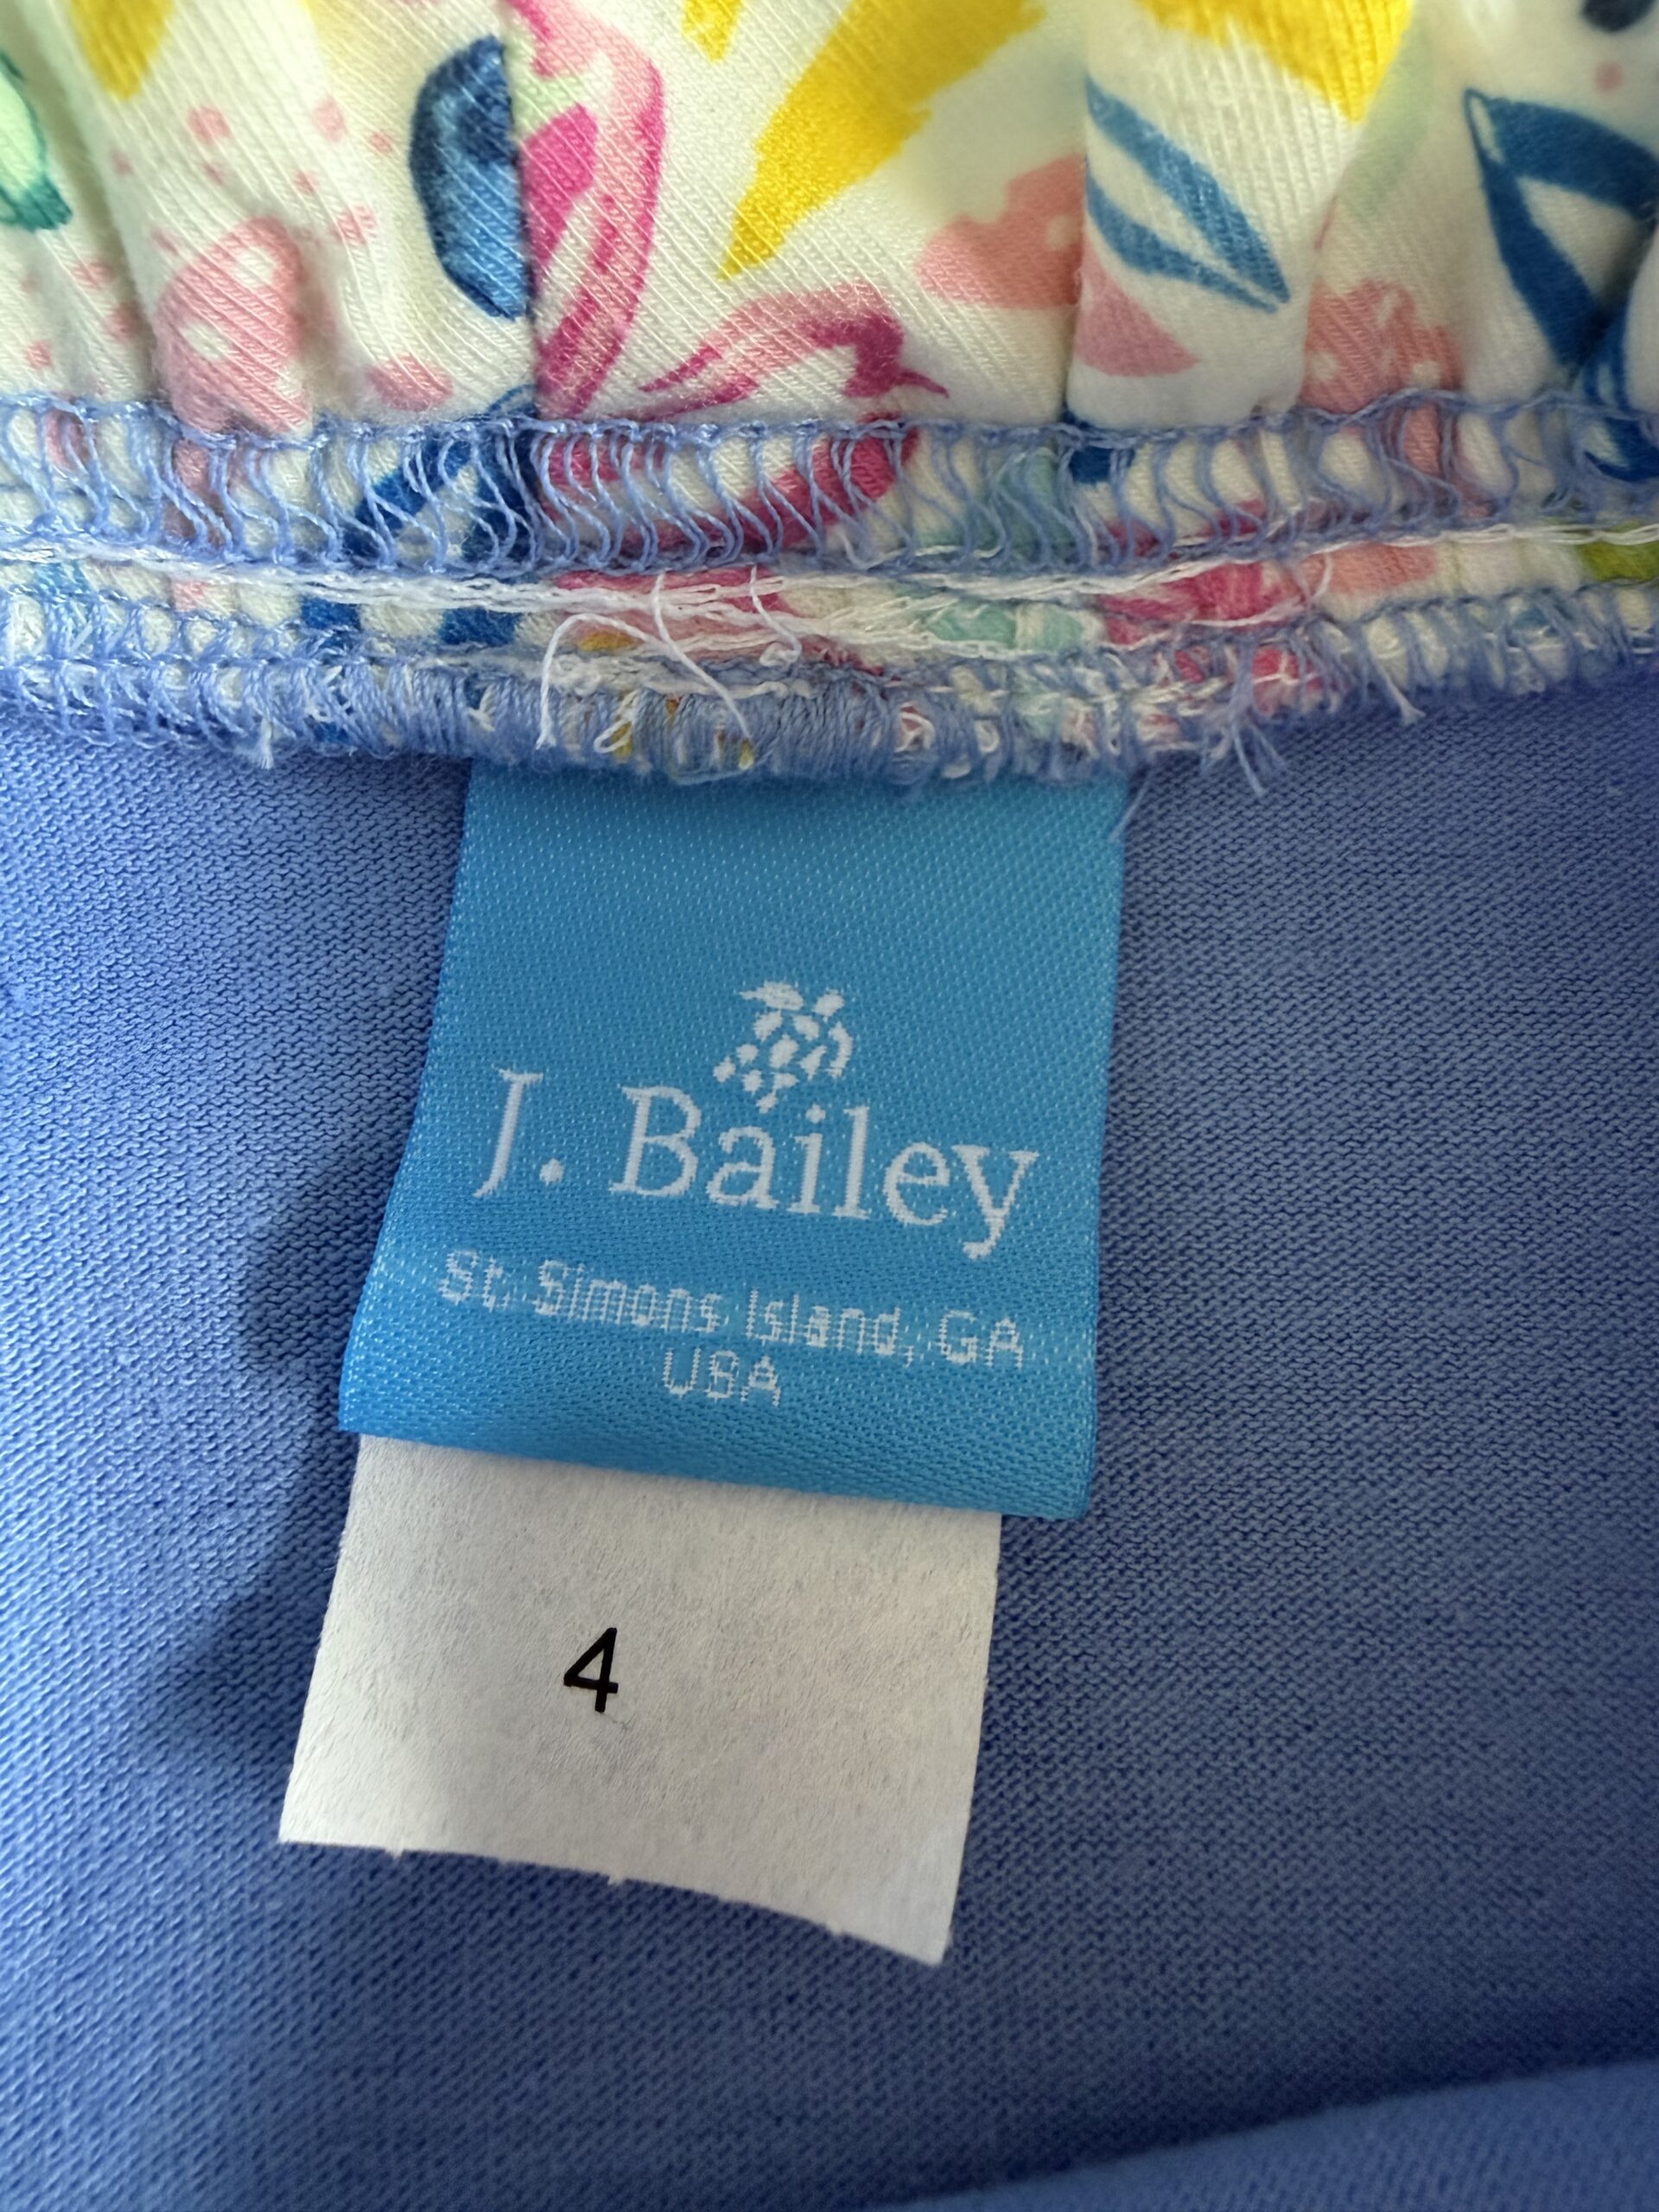 J. Bailey
St. Simons Island, GA
USA
4